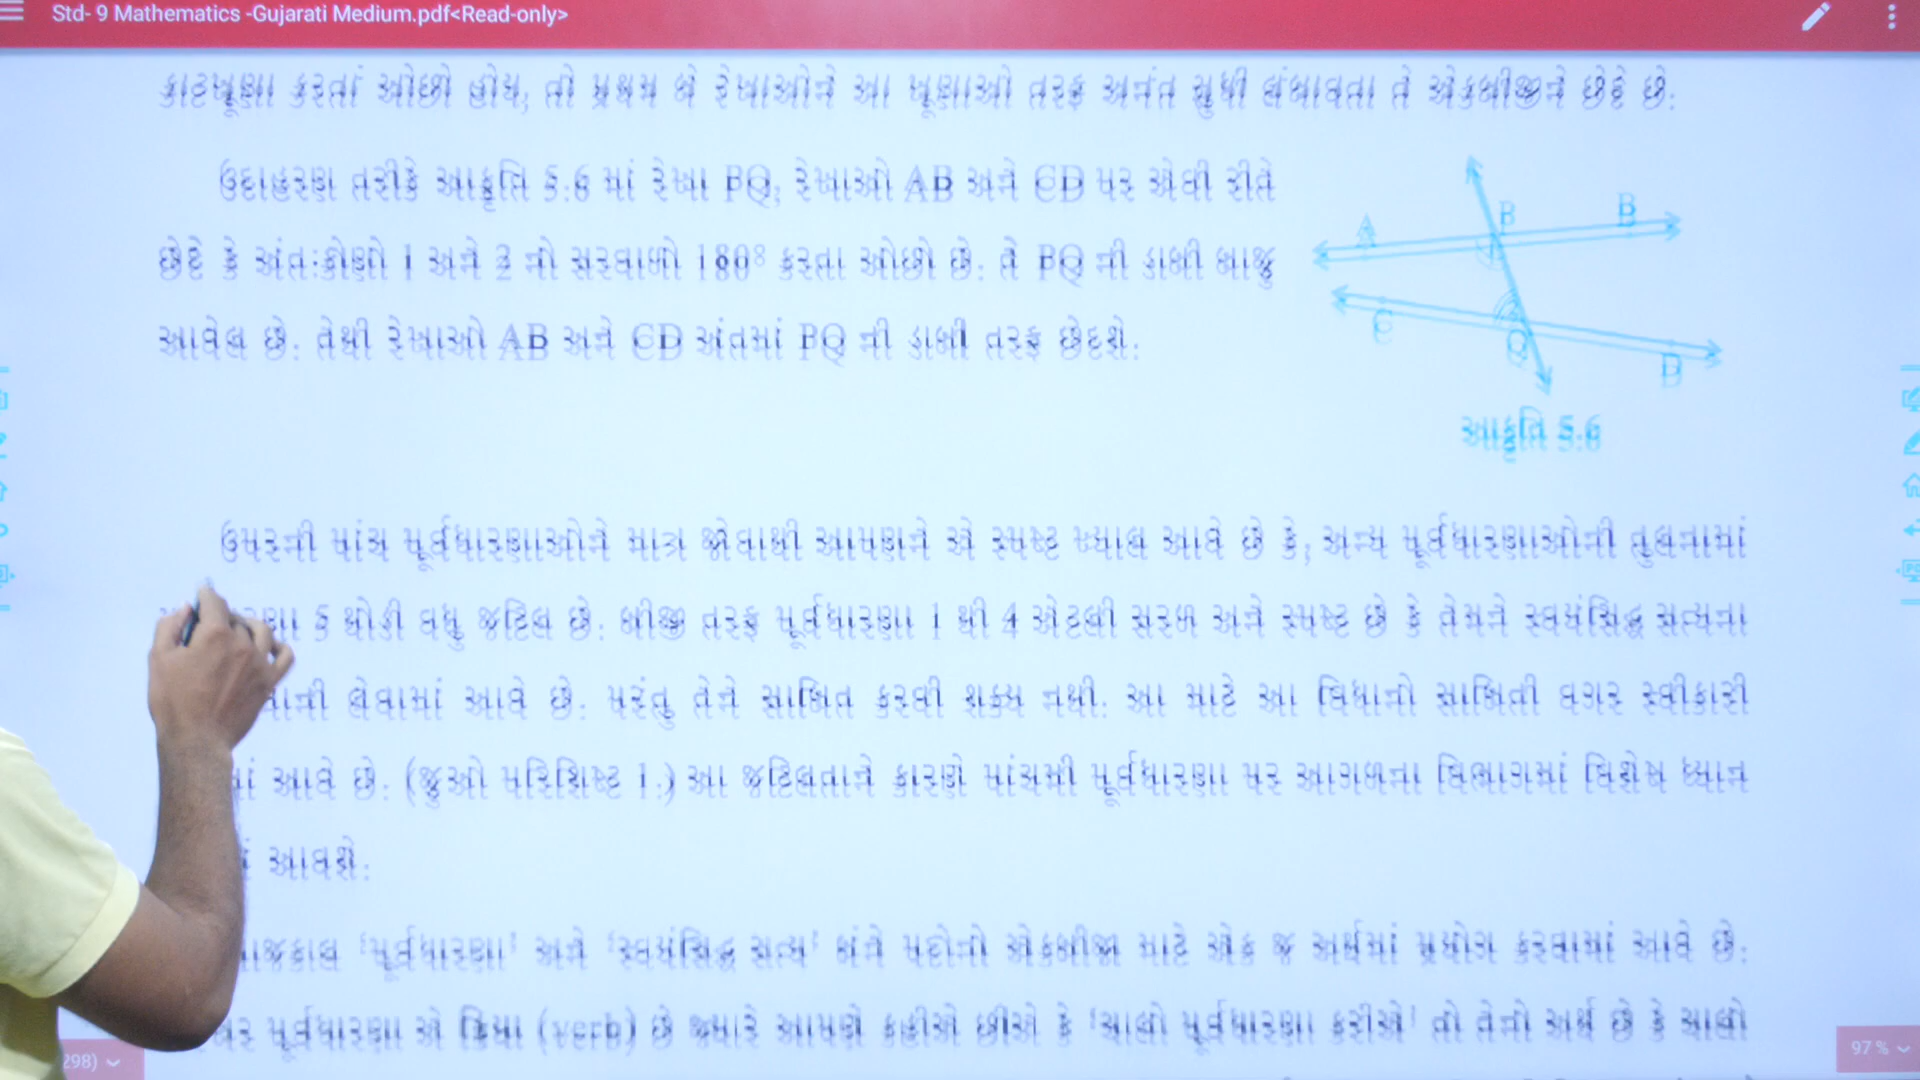 Std- 9 Mathematics -Gujarati Medium.pdf<Read-only>
કાટખૂણા કરતાં ઓછો હોય, તો પ્રથમ બે રેખાઓને આ ખૂણાઓ તરફ અનંત સુધી લંબાવતા તે એકબીજીને છેદે છે.
ઉદાહરણ તરીકે આકૃતિ 5.6 માં રેખા PQ, રેખાઓ AB અને CD પર એવી રીતે
છેદે કે અંતઃકોણો 1 અને 2 નો સરવાળો 180° કરતા ઓછો છે. તે PQ ની ડાબી બાજુ
આવેલ છે. તેથી રેખાઓ AB અને CD અંતમાં PQ ની ડાબી તરફ છેદશે.
A
P
B
1
C
Q
D
આકૃતિ 5.6
ઉપરની પાંચ પૂર્વધારણાઓને માત્ર જોવાથી આપણને એ સ્પષ્ટ ખ્યાલ આવે છે કે, અન્ય પૂર્વધારણાઓની તુલનામાં
5 થોડી વધુ જટિલ છે. બીજી તરફ પૂર્વધારણા 1 થી 4 એટલી સરળ અને સ્પષ્ટ છે કે તેમને સ્વયંસિદ્ધ સત્યના
લેવામાં આવે છે. પરંતુ તેને સાબિત કરવી શક્ય નથી. આ માટે આ વિધાનો સાબિતી વગર સ્વીકારી
આવે છે. (જુઓ પરિશિષ્ટ 1.) આ જટિલતાને કારણે પાંચમી પૂર્વધારણા પર આગળના વિભાગમાં વિશેષ ધ્યાન
આવશે.
'પૂર્વધારણા' અને 'સ્વયંસિદ્ધ સત્ય' બંને પદોનો એકબીજા માટે એક જ અર્થમાં પ્રયોગ કરવામાં આવે છે.
પૂર્વધારણા એ ક્રિયા (verb) છે જ્યારે આપણે કહીએ છીએ કે 'ચાલો પૂર્વધારણા કરીએ' તો તેનો અર્થ છે કે ચાલો
298)
97 %